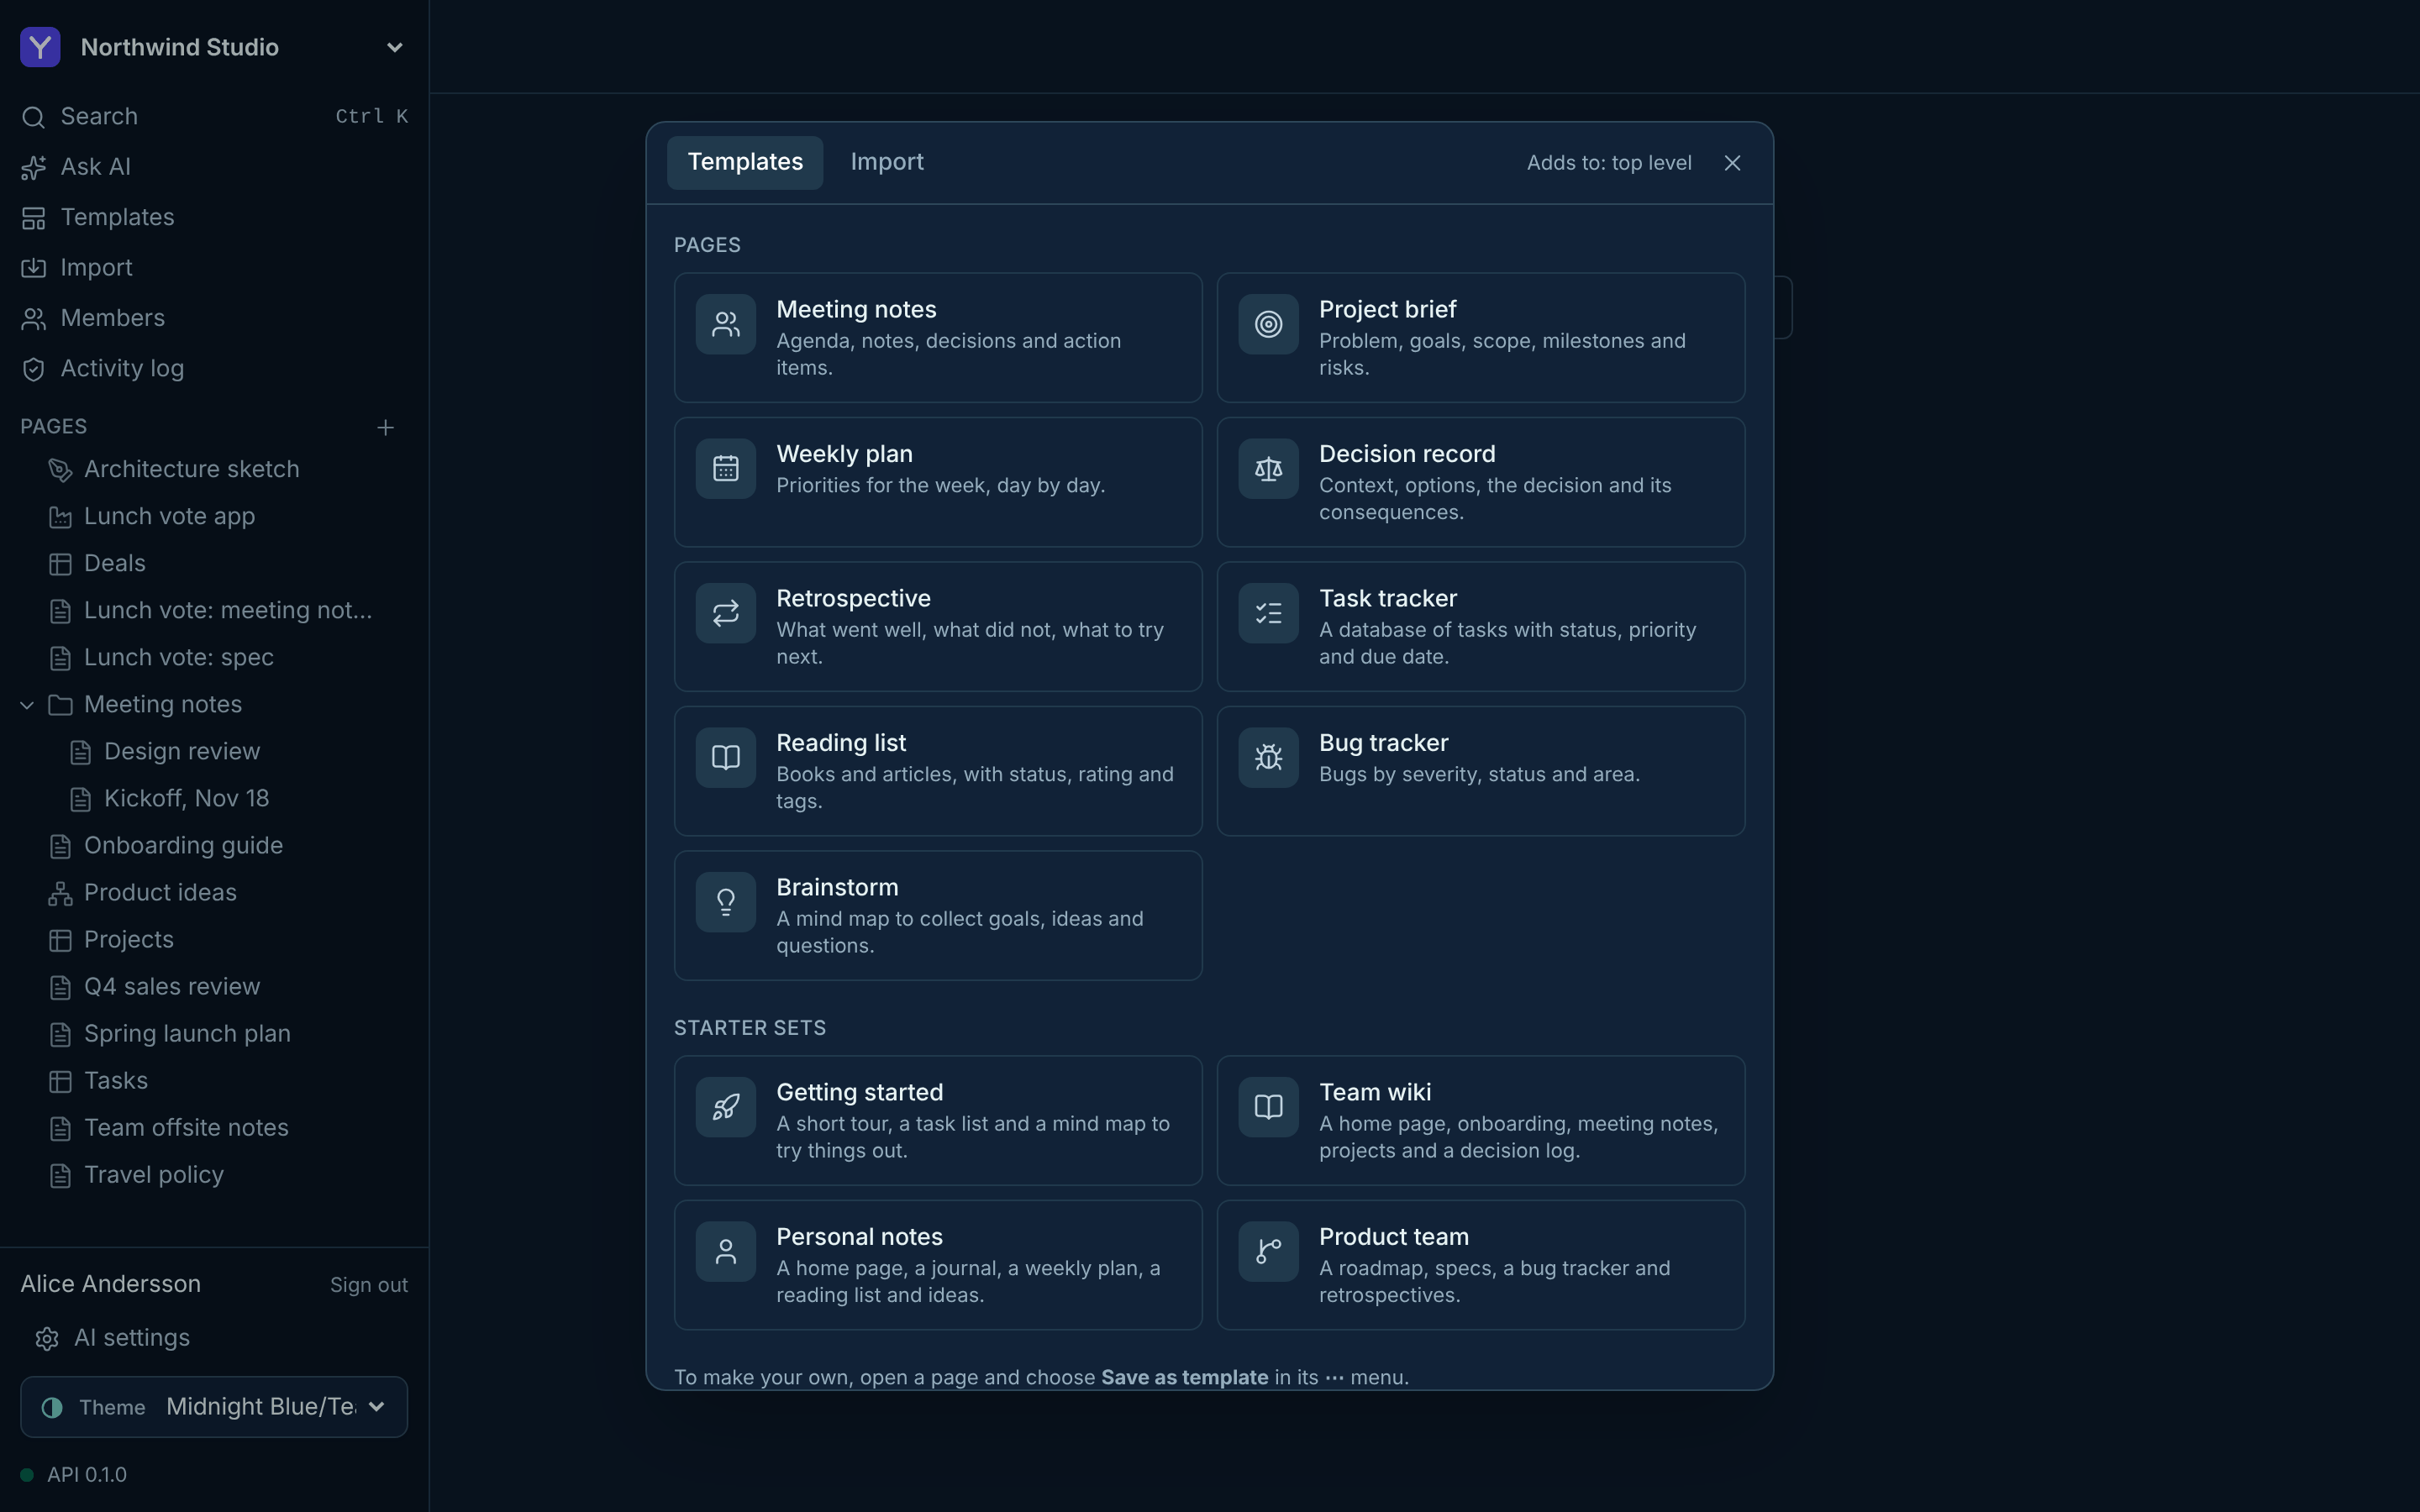 Northwind Studio
Search Ctrl K
Ask AI
Templates
Import
Members
Activity log
PAGES
Architecture sketch
Lunch vote app
Deals
Lunch vote: meeting not...
Lunch vote: spec
Meeting notes
Design review
Kickoff, Nov 18
Onboarding guide
Product ideas
Projects
Q4 sales review
Spring launch plan
Tasks
Team offsite notes
Travel policy
Alice Andersson Sign out
AI settings
Theme Midnight Blue/Tea
API 0.1.0
Templates Import Adds to: top level
PAGES
Meeting notes
Agenda, notes, decisions and action
items.
Project brief
Problem, goals, scope, milestones and
risks.
Weekly plan
Priorities for the week, day by day.
Decision record
Context, options, the decision and its
consequences.
Retrospective
What went well, what did not, what to try
next.
Task tracker
A database of tasks with status, priority
and due date.
Reading list
Books and articles, with status, rating and
tags.
Bug tracker
Bugs by severity, status and area.
Brainstorm
A mind map to collect goals, ideas and
questions.
STARTER SETS
Getting started
A short tour, a task list and a mind map to
try things out.
Team wiki
A home page, onboarding, meeting notes,
projects and a decision log.
Personal notes
A home page, a journal, a weekly plan, a
reading list and ideas.
Product team
A roadmap, specs, a bug tracker and
retrospectives.
To make your own, open a page and choose Save as template in its ··· menu.